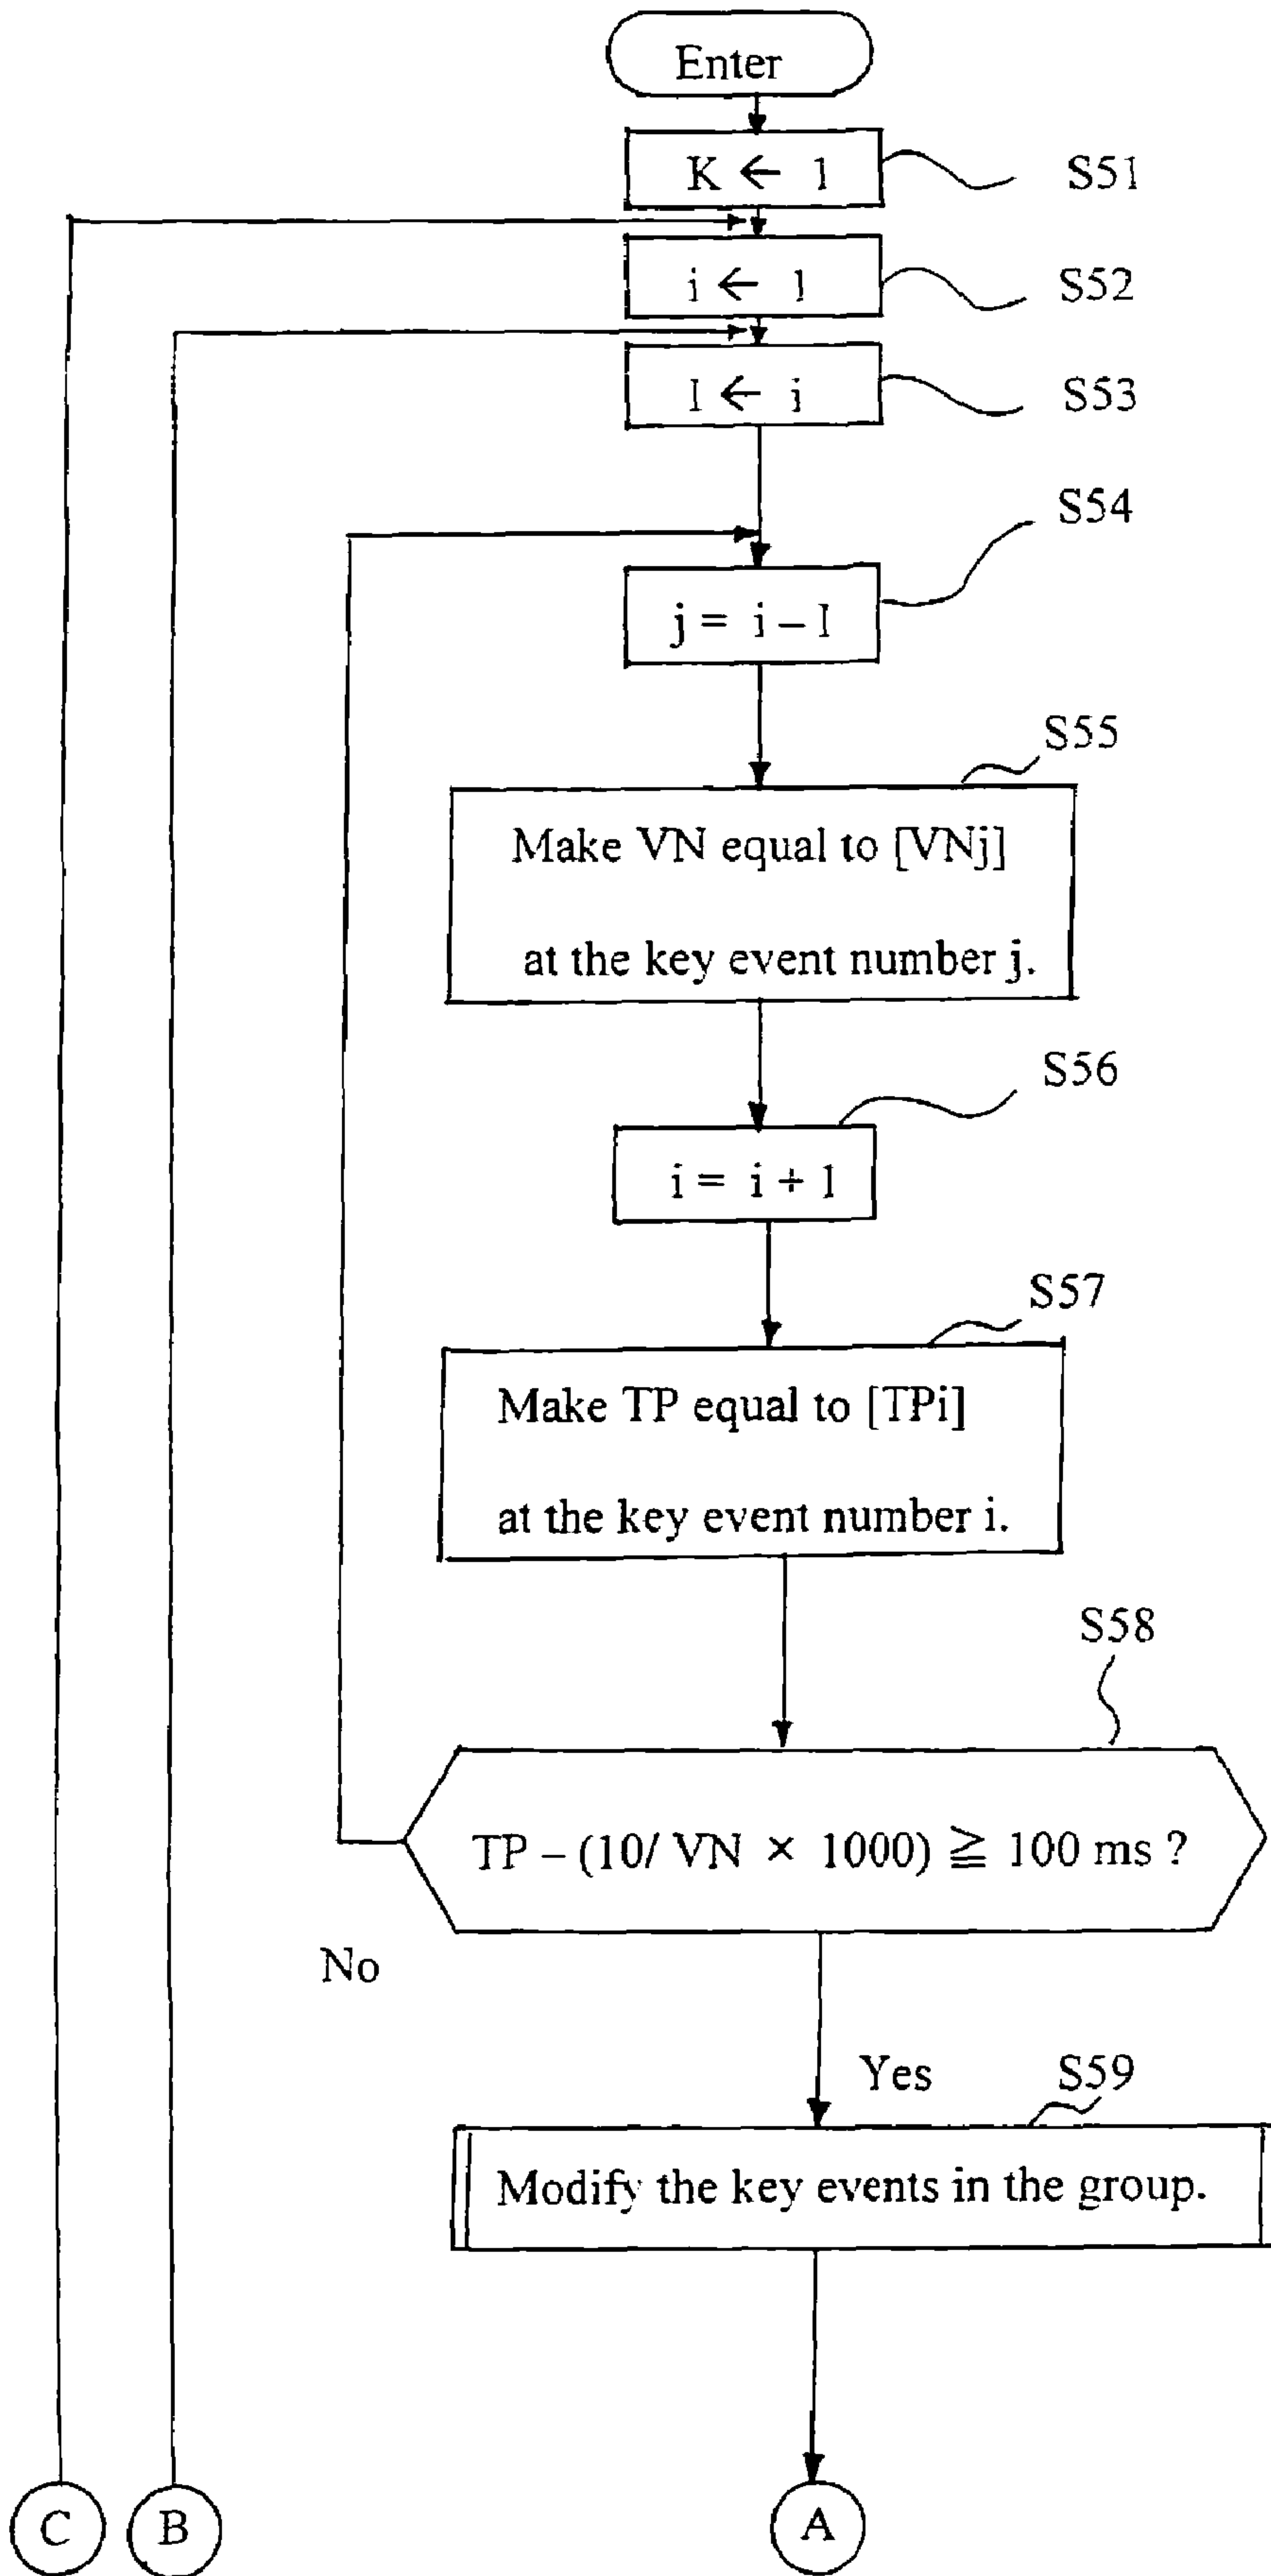 Enter
K ← 1
S51
i ← 1
S52
I ← i
S53
S54
j = i – 1
S55
Make VN equal to [VNj]
at the key event number j.
S56
i = i + 1
S57
Make TP equal to [TPi]
at the key event number i.
S58
TP – (10/ VN × 1000) ≧ 100 ms ?
No
Yes
S59
Modify the key events in the group.
C
B
A